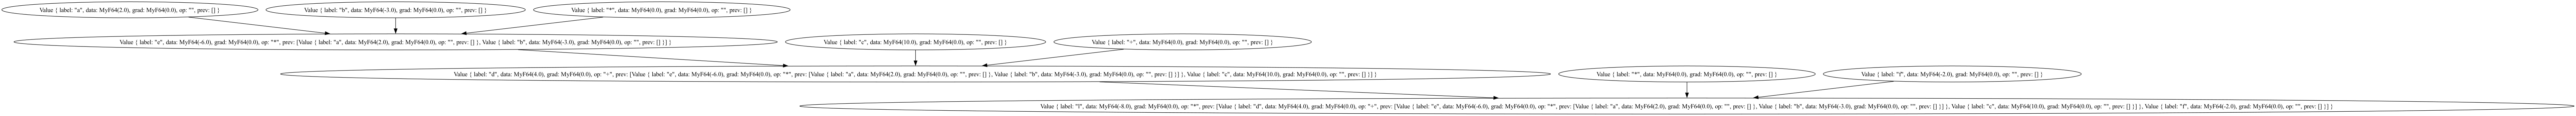 Value { label: "a", data: MyF64(2.0), grad: MyF64(0.0), op: "", prev: [] }
Value { label: "b", data: MyF64(-3.0), grad: MyF64(0.0), op: "", prev: [] }
Value { label: "*", data: MyF64(0.0), grad: MyF64(0.0), op: "", prev: [] }
Value { label: "e", data: MyF64(-6.0), grad: MyF64(0.0), op: "*", prev: [Value { label: "a", data: MyF64(2.0), grad: MyF64(0.0), op: "", prev: [] }, Value { label: "b", data: MyF64(-3.0), grad: MyF64(0.0), op: "", prev: [] }] }
Value { label: "c", data: MyF64(10.0), grad: MyF64(0.0), op: "", prev: [] }
Value { label: "+", data: MyF64(0.0), grad: MyF64(0.0), op: "", prev: [] }
Value { label: "d", data: MyF64(4.0), grad: MyF64(0.0), op: "+", prev: [Value { label: "e", data: MyF64(-6.0), grad: MyF64(0.0), op: "*", prev: [Value { label: "a", data: MyF64(2.0), grad: MyF64(0.0), op: "", prev: [] }, Value { label: "b", data: MyF64(-3.0), grad: MyF64(0.0), op: "", prev: [] }] }, Value { label: "c", data: MyF64(10.0), grad: MyF64(0.0), op: "", prev: [] }] }
Value { label: "*", data: MyF64(0.0), grad: MyF64(0.0), op: "", prev: [] }
Value { label: "f", data: MyF64(-2.0), grad: MyF64(0.0), op: "", prev: [] }
Value { label: "l", data: MyF64(-8.0), grad: MyF64(0.0), op: "*", prev: [Value { label: "d", data: MyF64(4.0), grad: MyF64(0.0), op: "+", prev: [Value { label: "e", data: MyF64(-6.0), grad: MyF64(0.0), op: "*", prev: [Value { label: "a", data: MyF64(2.0), grad: MyF64(0.0), op: "", prev: [] }, Value { label: "b", data: MyF64(-3.0), grad: MyF64(0.0), op: "", prev: [] }] }, Value { label: "c", data: MyF64(10.0), grad: MyF64(0.0), op: "", prev: [] }] }, Value { label: "f", data: MyF64(-2.0), grad: MyF64(0.0), op: "", prev: [] }] }